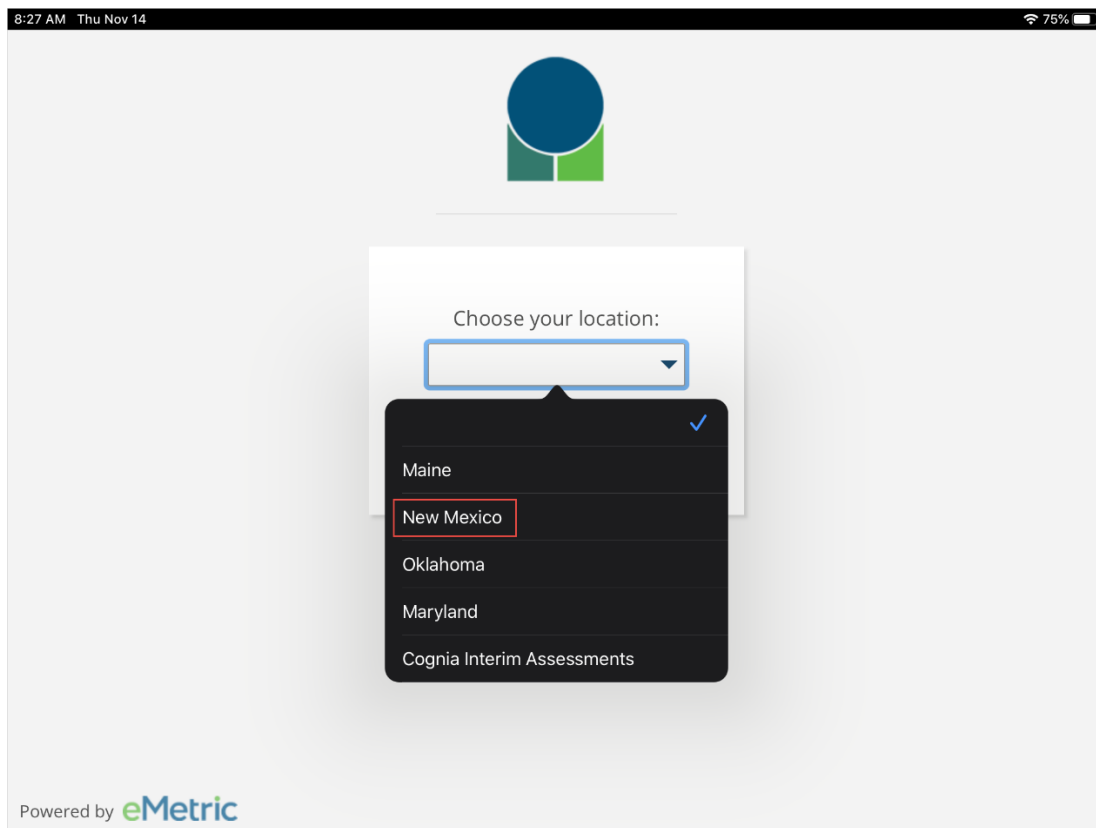 8:27 AM Thu Nov 14 75%
Choose your location:
Maine
New Mexico
Oklahoma
Maryland
Cognia Interim Assessments
Powered by eMetric